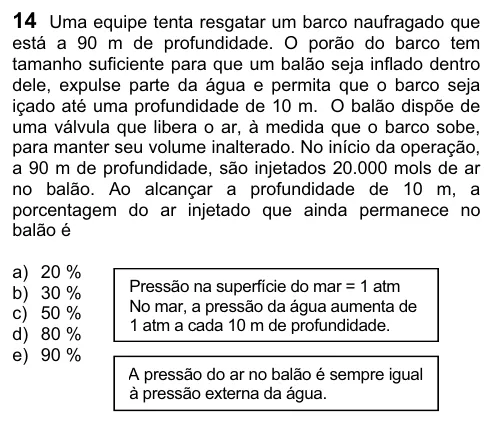 14 Uma equipe tenta resgatar um barco naufragado que
está a 90 m de profundidade. O porão do barco tem
tamanho suficiente para que um balão seja inflado dentro
dele, expulse parte da água e permita que o barco seja
içado até uma profundidade de 10 m. O balão dispõe de
uma válvula que libera o ar, à medida que o barco sobe,
para manter seu volume inalterado. No início da operação,
a 90 m de profundidade, são injetados 20.000 mols de ar
no balão. Ao alcançar a profundidade de 10 m, a
porcentagem do ar injetado que ainda permanece no
balão é
a) 20 %
b) 30 %
c) 50 %
d) 80 %
e) 90 %
Pressão na superfície do mar = 1 atm
No mar, a pressão da água aumenta de
1 atm a cada 10 m de profundidade.
A pressão do ar no balão é sempre igual
à pressão externa da água.